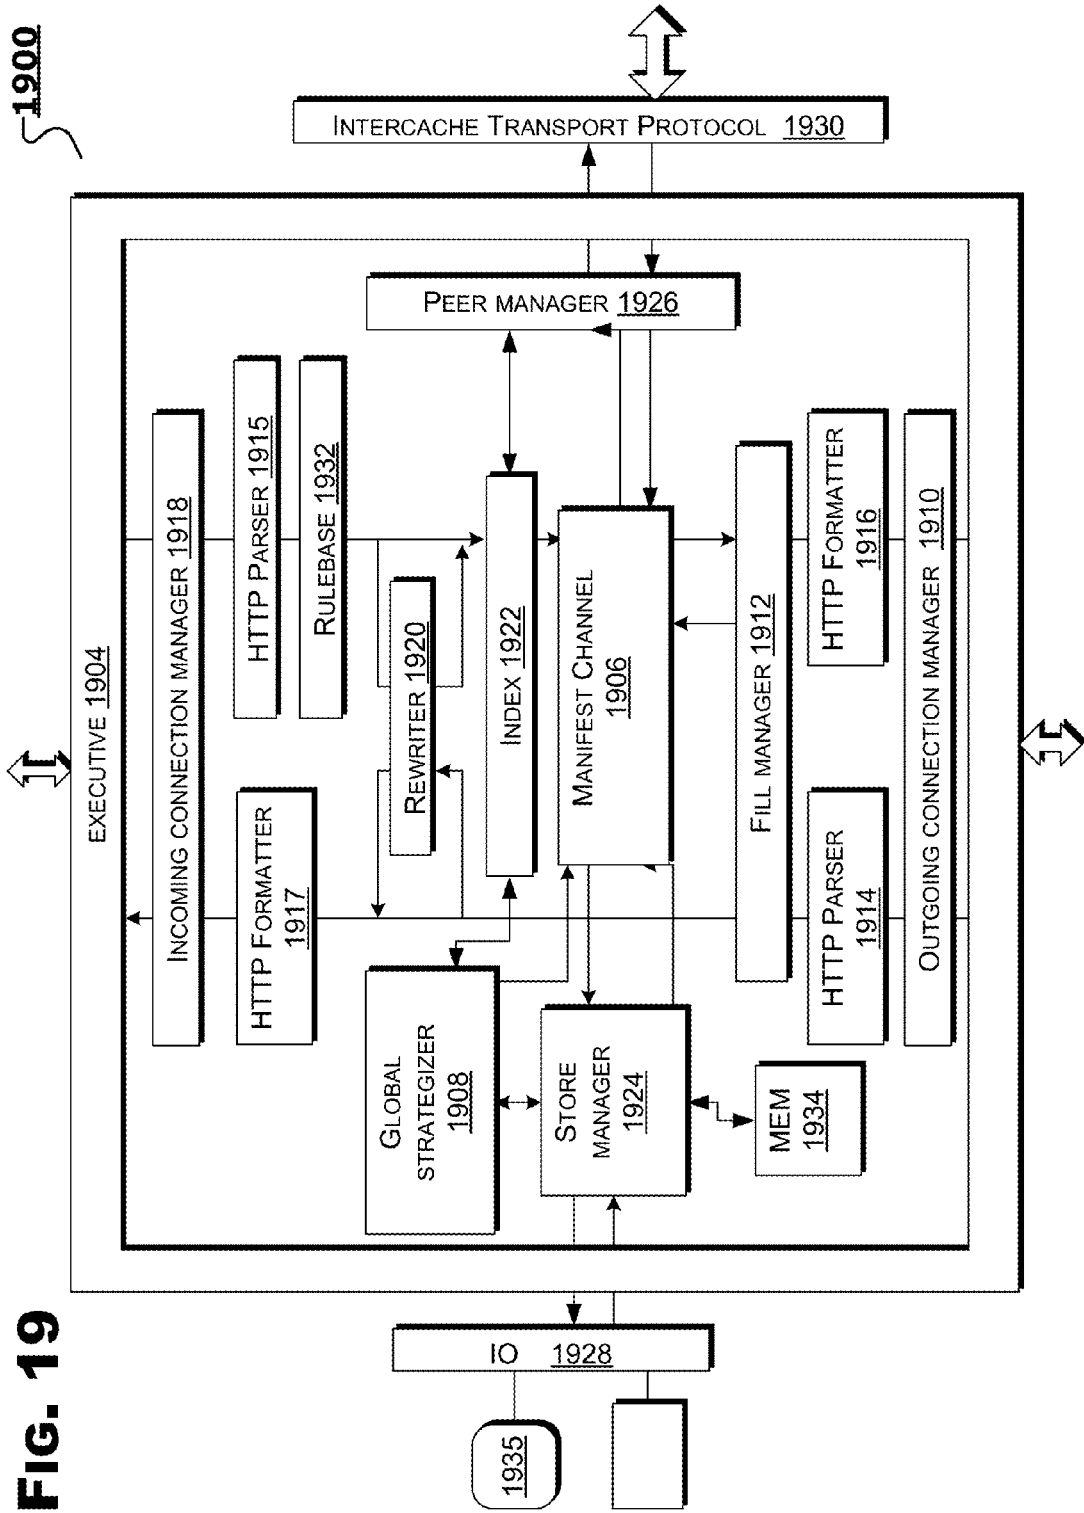 FIG. 19
1900
EXECUTIVE 1904
INCOMING CONNECTION MANAGER 1918
HTTP FORMATTER
1917
HTTP PARSER 1915
RULEBASE 1932
REWRITER 1920
GLOBAL
STRATEGIZER
1908
INDEX 1922
PEER MANAGER 1926
INTERCACHE TRANSPORT PROTOCOL 1930
IO 1928
1935
STORE
MANAGER
1924
MANIFEST CHANNEL
1906
MEM
1934
FILL MANAGER 1912
HTTP PARSER
1914
HTTP FORMATTER
1916
OUTGOING CONNECTION MANAGER 1910